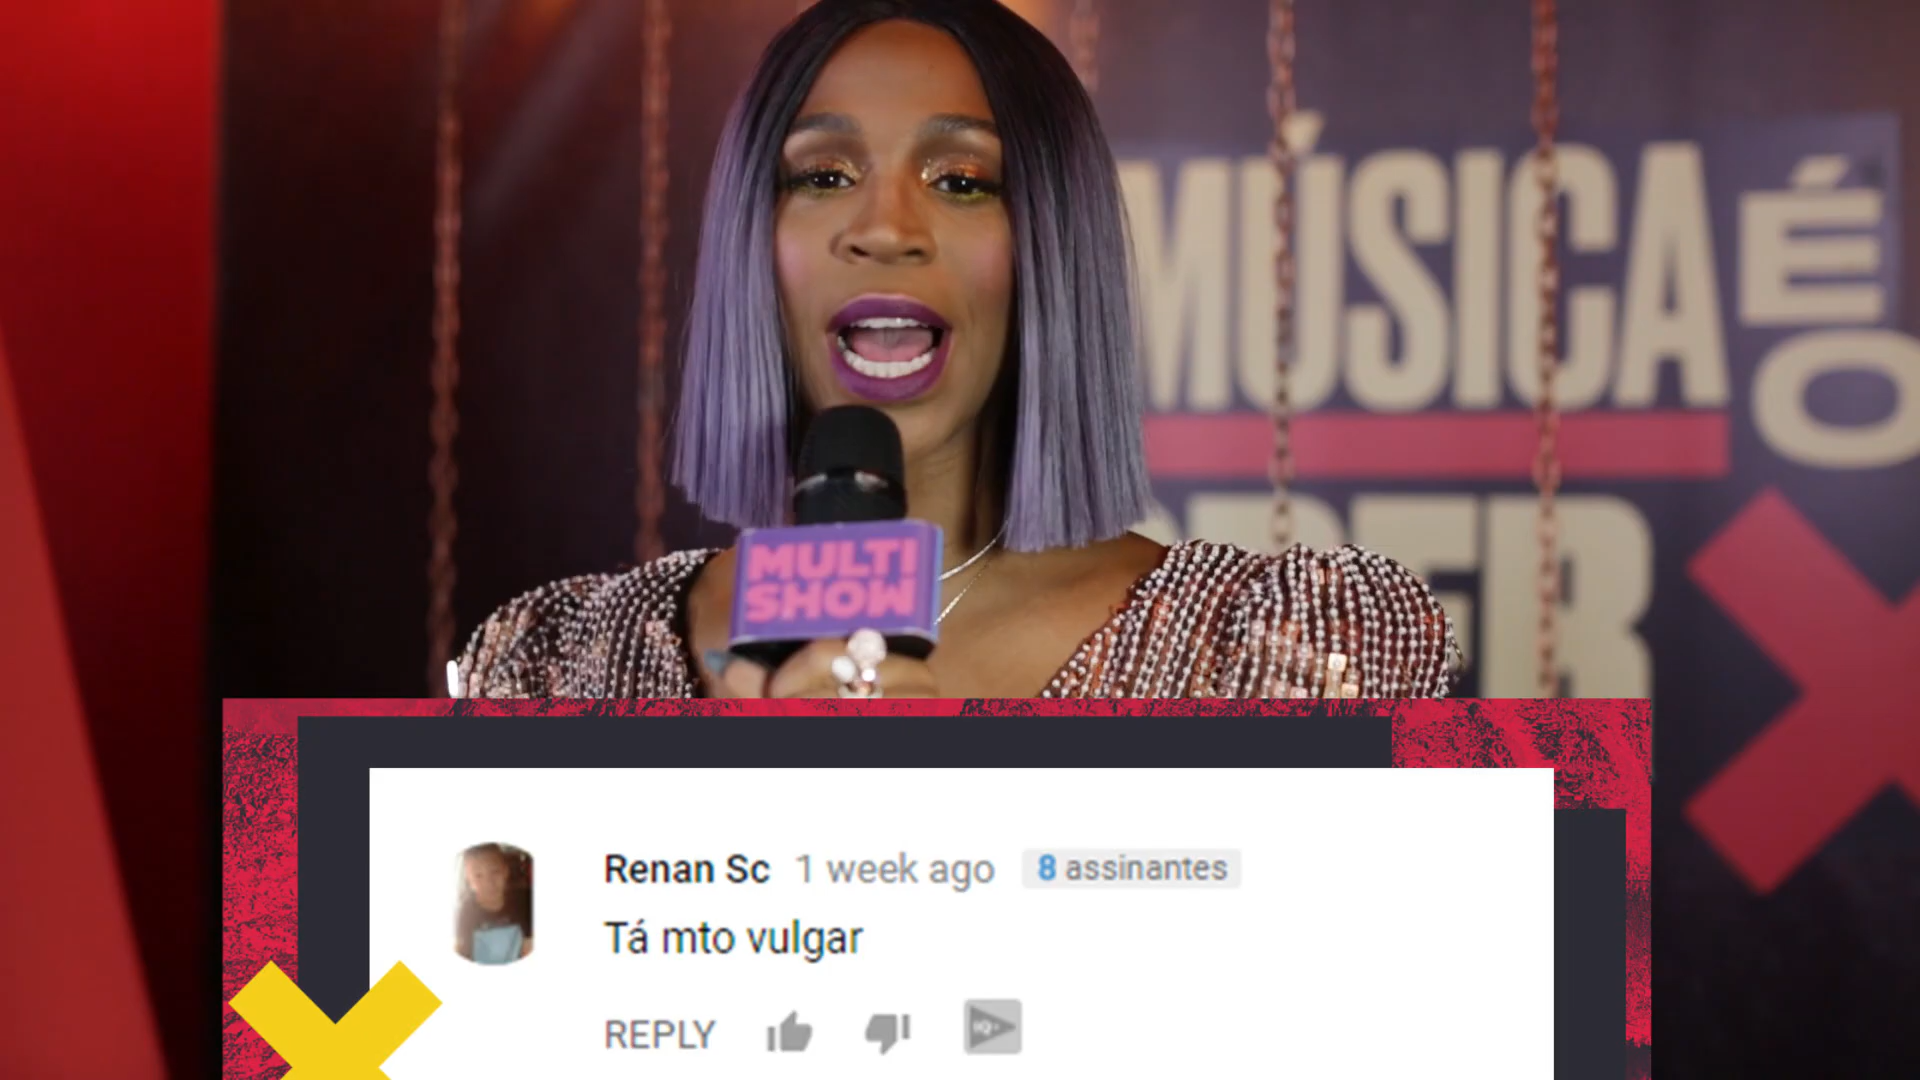 MÚSICA É O
MULTI
SHOW
Renan Sc 1 week ago 8 assinantes
Tá mto vulgar
REPLY